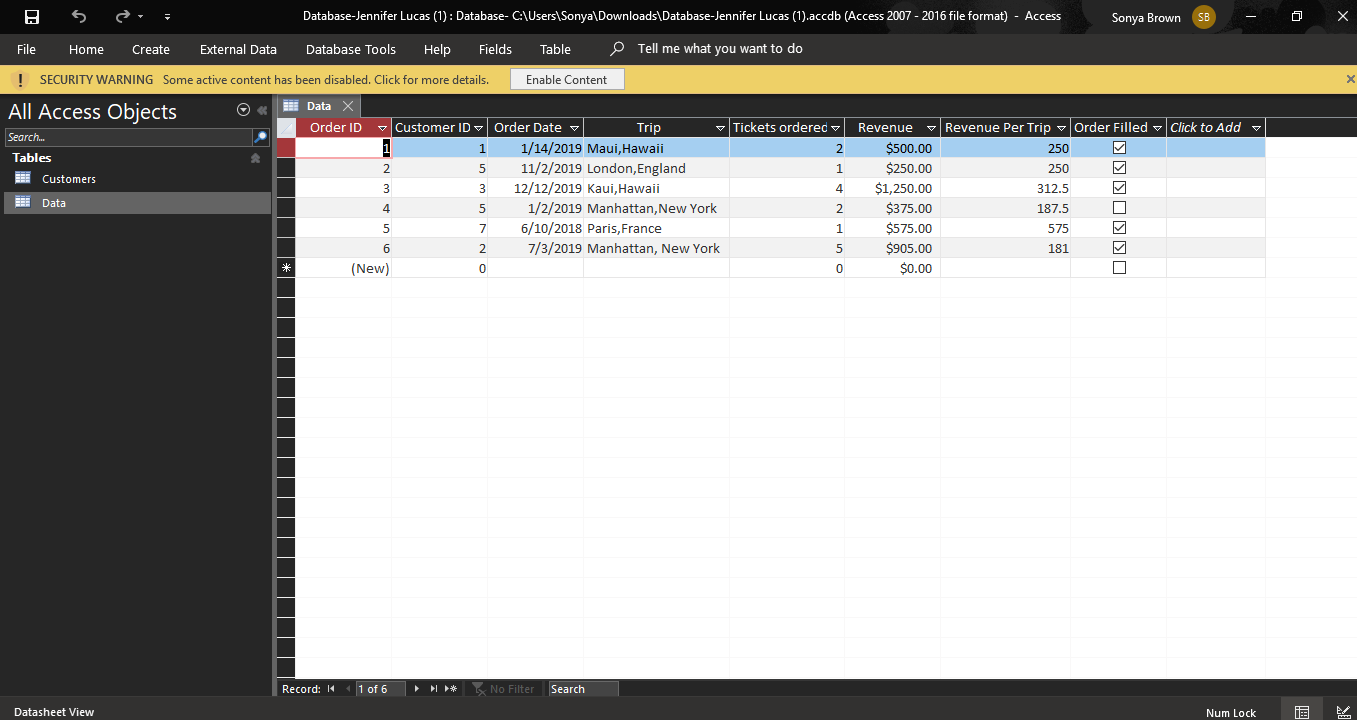 Database-Jennifer Lucas (1) : Database- C:\Users\Sonya\Downloads\Database-Jennifer Lucas (1).accdb (Access 2007 - 2016 file format) - Access Sonya Brown SB
File Home Create External Data Database Tools Help Fields Table Tell me what you want to do
! SECURITY WARNING Some active content has been disabled. Click for more details. Enable Content
All Access Objects
Search...
Tables
Customers
Data
Data
Order ID Customer ID Order Date Trip Tickets ordered Revenue Revenue Per Trip Order Filled Click to Add
1 1 1/14/2019 Maui,Hawaii 2 $500.00 250
2 5 11/2/2019 London,England 1 $250.00 250
3 3 12/12/2019 Kaui,Hawaii 4 $1,250.00 312.5
4 5 1/2/2019 Manhattan,New York 2 $375.00 187.5
5 7 6/10/2018 Paris,France 1 $575.00 575
6 2 7/3/2019 Manhattan, New York 5 $905.00 181
(New) 0 0 $0.00
Record: 1 of 6 No Filter Search
Datasheet View Num Lock